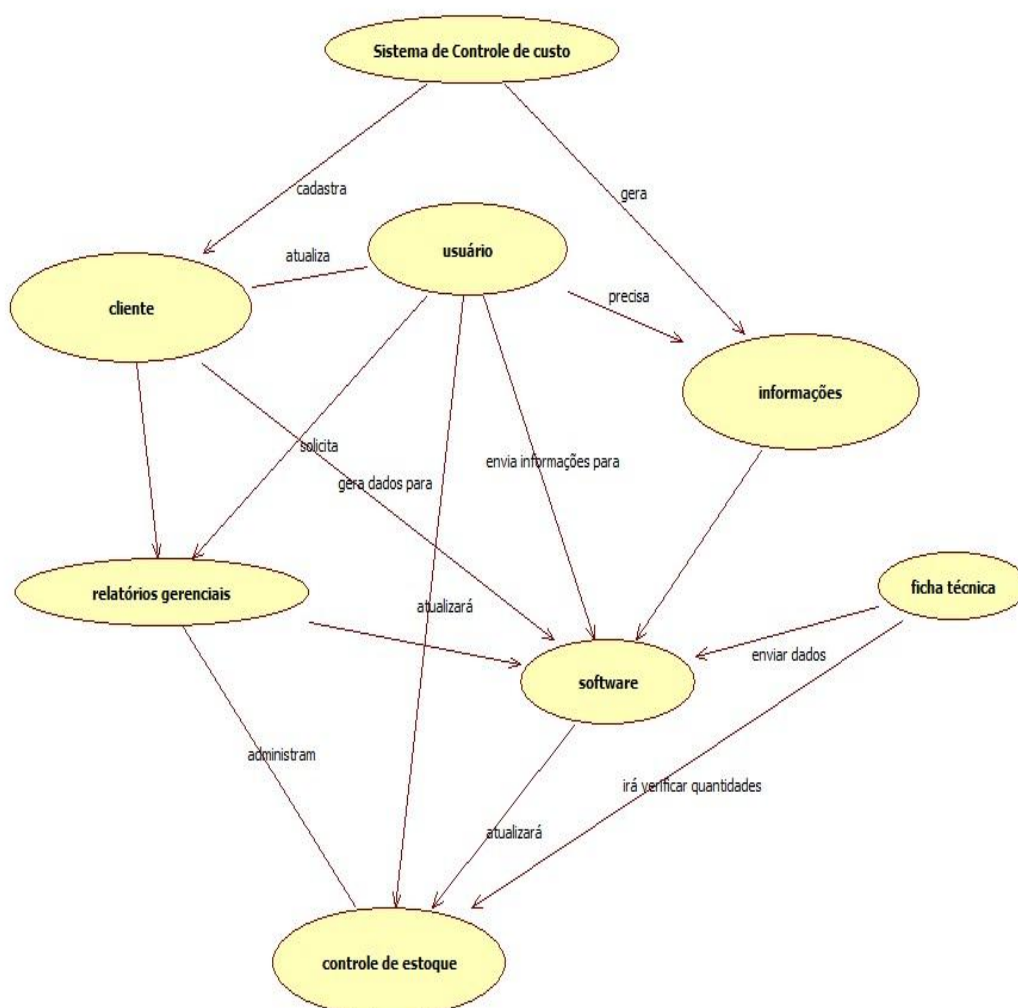 Sistema de Controle de custo
cadastra
gera
usuário
atualiza
cliente
precisa
informações
solicita
envia informações para
gera dados para
relatórios gerenciais
ficha técnica
atualizará
enviar dados
software
administram
irá verificar quantidades
atualizará
controle de estoque